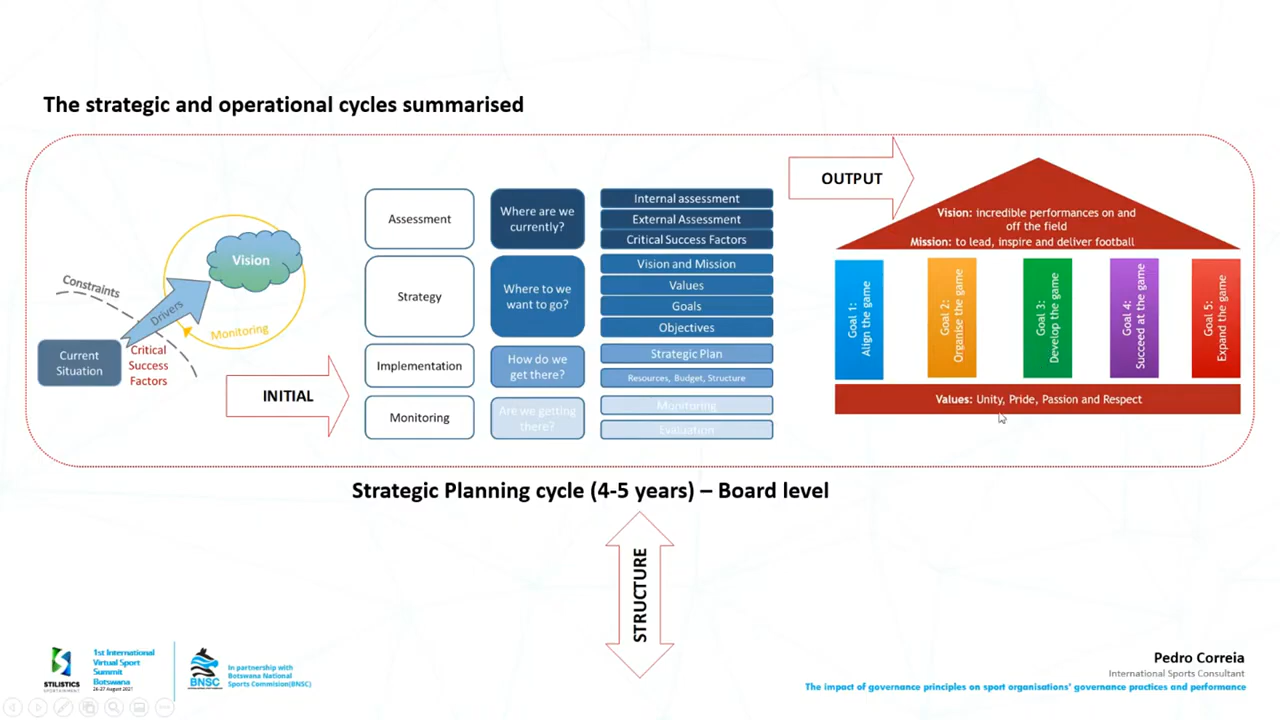 The strategic and operational cycles summarised
Constraints
Vision
Drivers
Monitoring
Current
Situation
Critical
Success
Factors
INITIAL
Assessment
Where are we
currently?
Internal assessment
External Assessment
Critical Success Factors
Strategy
Where to we
want to go?
Vision and Mission
Values
Goals
Objectives
Implementation
How do we
get there?
Strategic Plan
Resources, Budget, Structure
Monitoring
Are we getting
there?
Monitoring
Evaluation
OUTPUT
Vision: incredible performances on and
off the field
Mission: to lead, inspire and deliver football
Goal 1:
Align the game
Goal 2:
Organise the game
Goal 3:
Develop the game
Goal 4:
Succeed at the game
Goal 5:
Expand the game
Values: Unity, Pride, Passion and Respect
Strategic Planning cycle (4-5 years) – Board level
STRUCTURE
STILISTICS
1st International
Virtual Sport
Summit
Botswana
26-27 August 2021
BNSC
In partnership with
Botswana National
Sports Commision(BNSC)
Pedro Correia
International Sports Consultant
The impact of governance principles on sport organisations' governance practices and performance